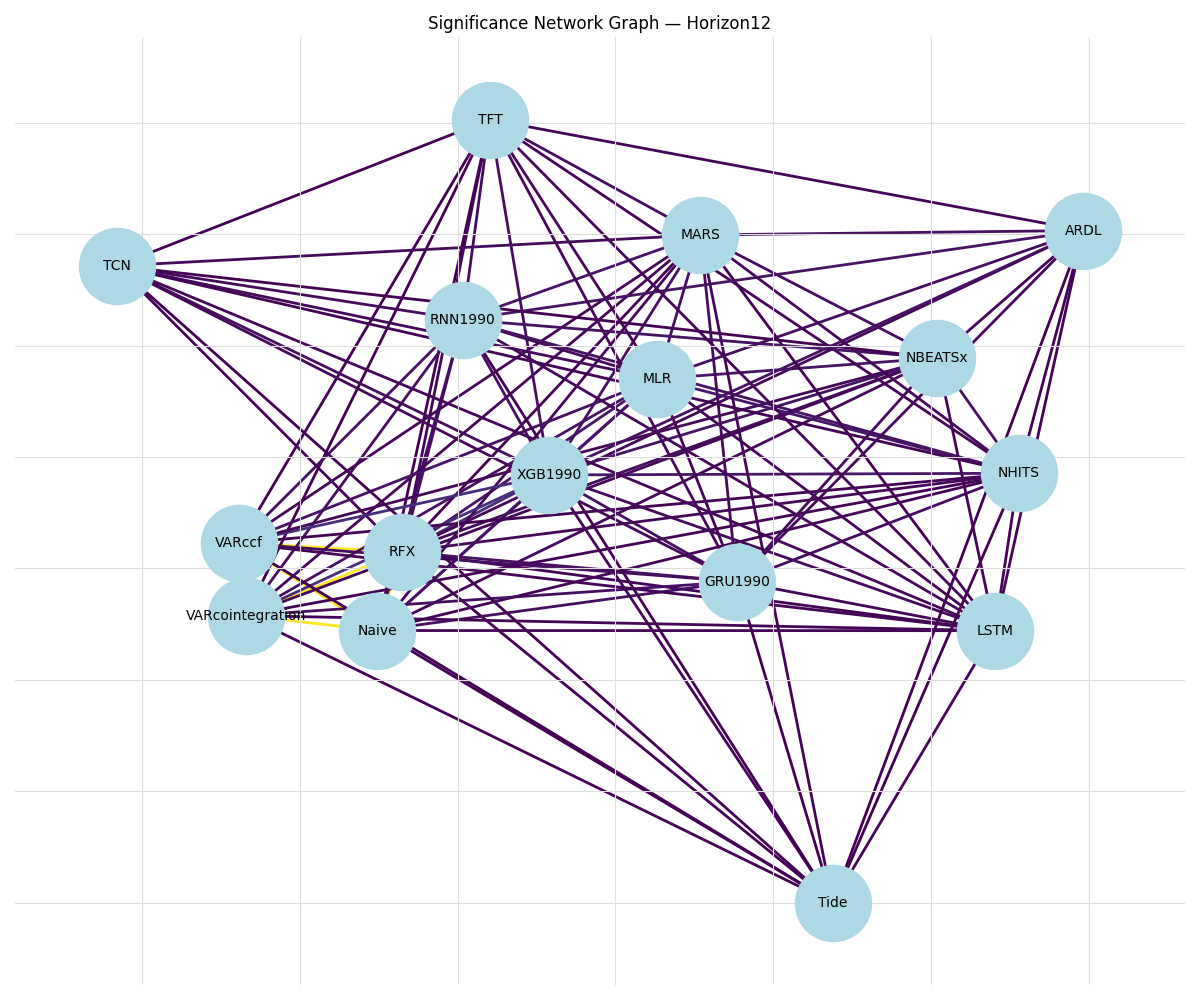 Significance Network Graph — Horizon12
TFT
MARS
ARDL
TCN
RNN1990
NBEATSx
MLR
XGB1990
NHITS
VARccf
RFX
GRU1990
VARcointegration
Naive
LSTM
Tide